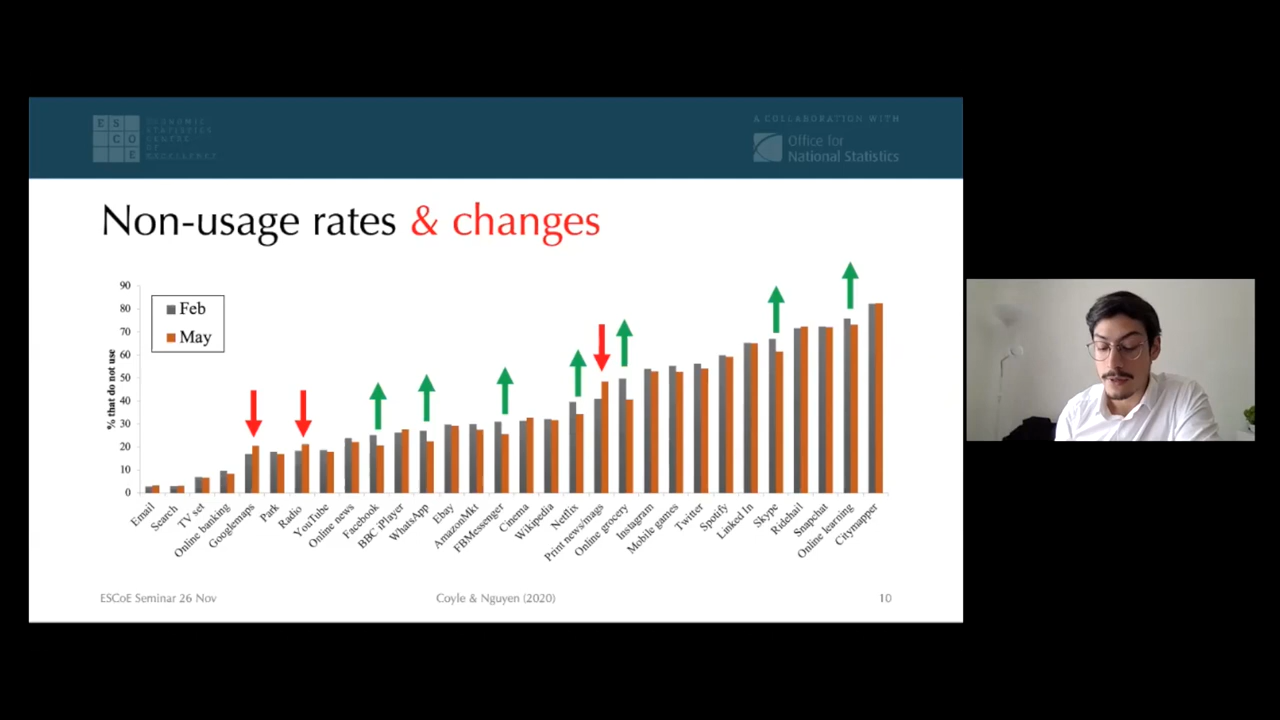 E S
C O
E
ECONOMIC
STATISTICS
CENTRE
OF
EXCELLENCE
A COLLABORATION WITH
Office for
National Statistics
Non-usage rates & changes
% that do not use
90
80
70
60
50
40
30
20
10
0
Feb
May
Email
Search
TV set
Online banking
Googlemaps
Park
Radio
YouTube
Online news
Facebook
BBC iPlayer
WhatsApp
Ebay
AmazonMkt
FBMessenger
Cinema
Wikipedia
Netflix
Print news/mags
Online grocery
Instagram
Mobile games
Twitter
Spotify
Linked In
Skype
Ridehail
Snapchat
Online learning
Citymapper
ESCoE Seminar 26 Nov
Coyle & Nguyen (2020)
10